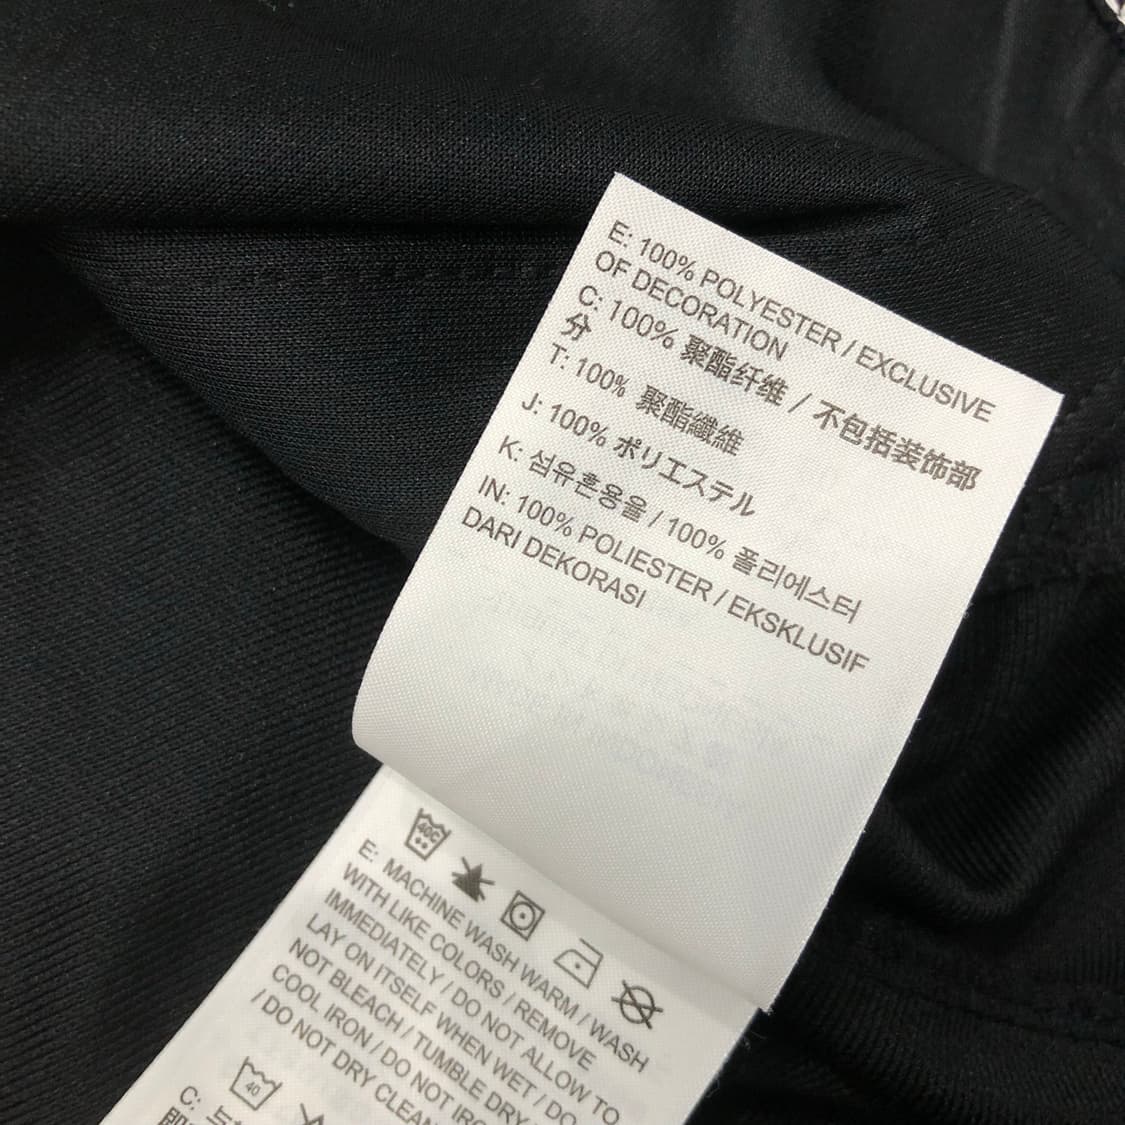 E: 100% POLYESTER / EXCLUSIVE
OF DECORATION
C: 100% 聚酯纤维 / 不包括装饰部
分
T: 100% 聚酯纖維
J: 100% ポリエステル
K: 섬유혼용율 / 100% 폴리에스터
IN: 100% POLIESTER / EKSKLUSIF
DARI DEKORASI
40C
E: MACHINE WASH WARM / WASH
WITH LIKE COLORS / REMOVE
IMMEDIATELY / DO NOT ALLOW TO
LAY ON ITSELF WHEN WET / DO
NOT BLEACH / TUMBLE DRY
COOL IRON / DO NOT
/ DO NOT DRY CLEAN
40
C: 与